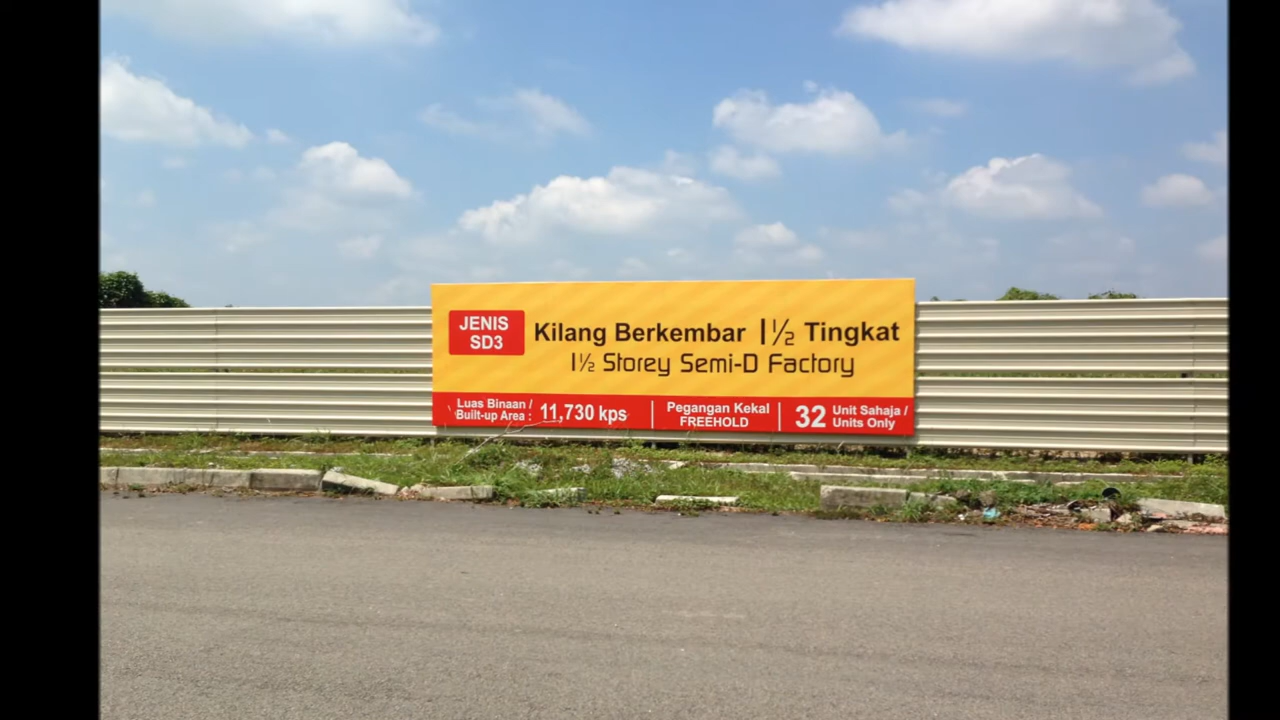 JENIS SD3
Kilang Berkembar 1½ Tingkat
1½ Storey Semi-D Factory
Luas Binaan /
Built-up Area : 11,730 kps
Pegangan Kekal
FREEHOLD
32 Unit Sahaja /
Units Only